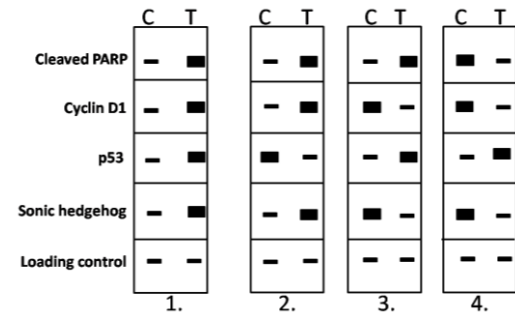 C T C T C T C T
Cleaved PARP
Cyclin D1
p53
Sonic hedgehog
Loading control
1. 2. 3. 4.